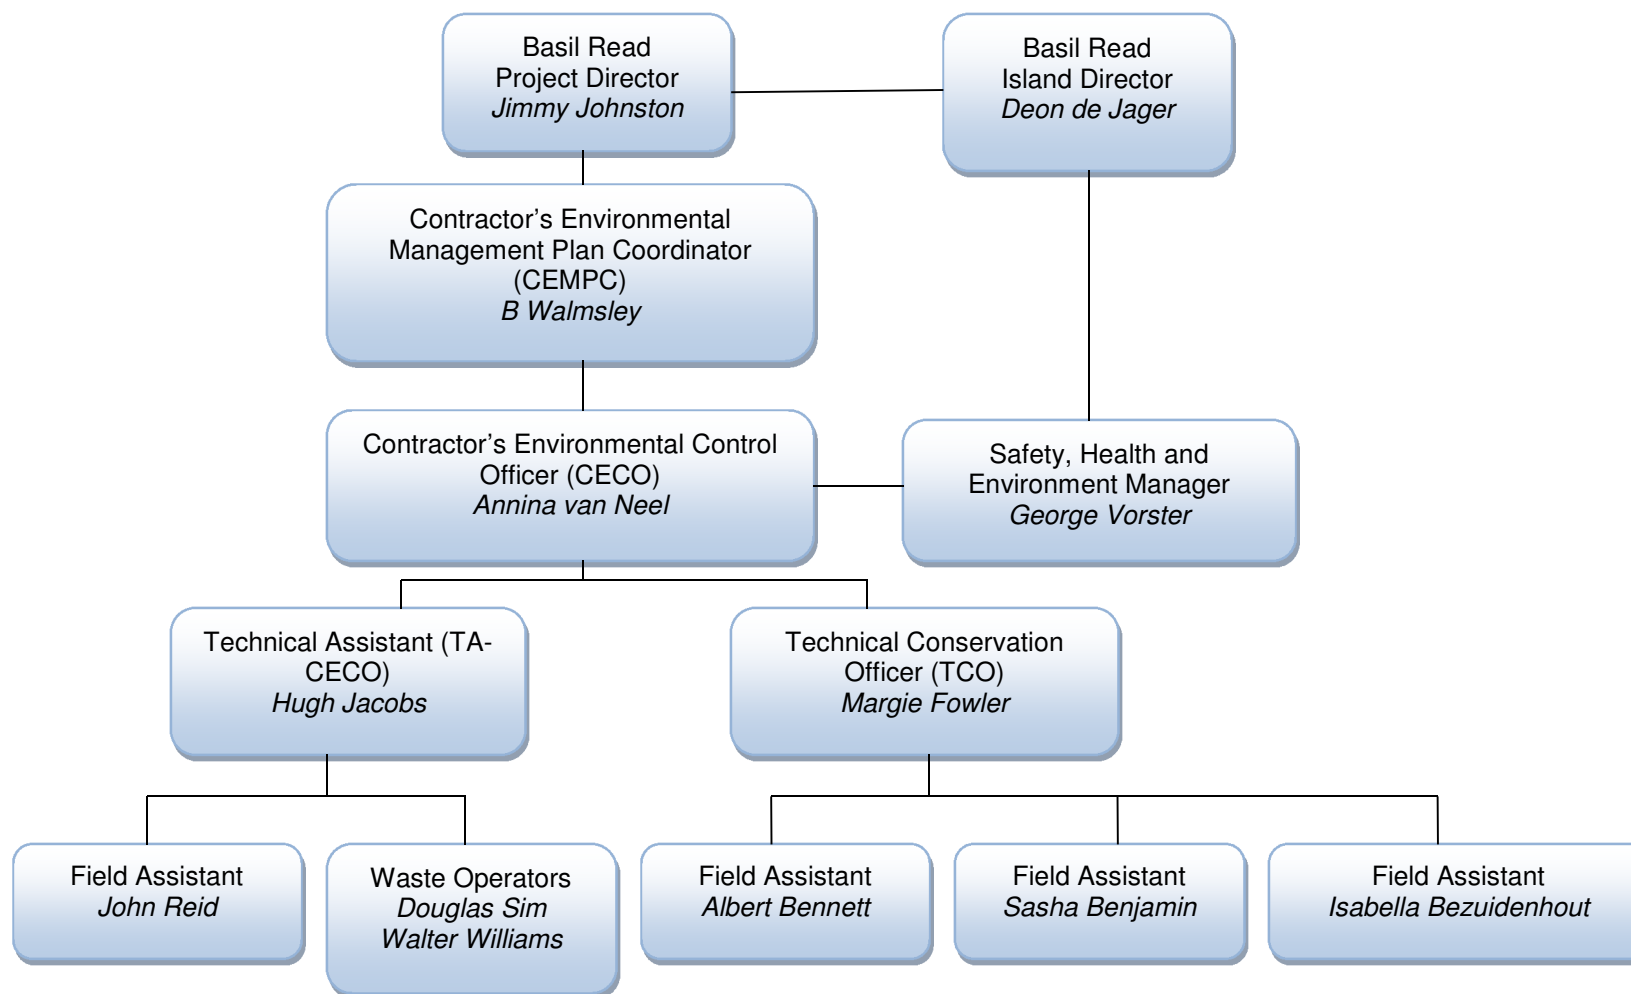 Basil Read
Project Director
Jimmy Johnston
Basil Read
Island Director
Deon de Jager
Contractor’s Environmental
Management Plan Coordinator
(CEMPC)
B Walmsley
Contractor’s Environmental Control
Officer (CECO)
Annina van Neel
Safety, Health and
Environment Manager
George Vorster
Technical Assistant (TA-
CECO)
Hugh Jacobs
Technical Conservation
Officer (TCO)
Margie Fowler
Field Assistant
John Reid
Waste Operators
Douglas Sim
Walter Williams
Field Assistant
Albert Bennett
Field Assistant
Sasha Benjamin
Field Assistant
Isabella Bezuidenhout